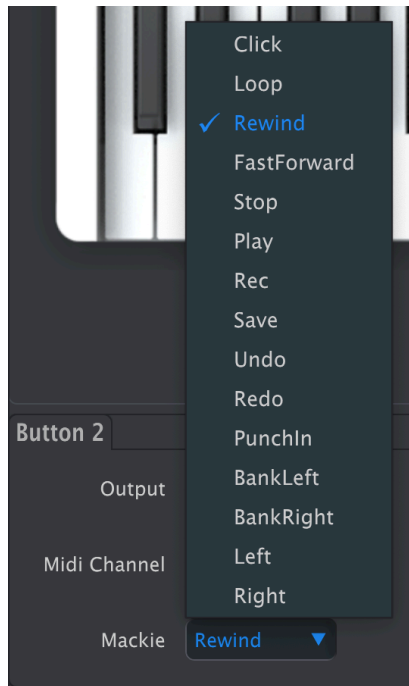 Click
Loop
✓ Rewind
FastForward
Stop
Play
Rec
Save
Undo
Redo
PunchIn
BankLeft
BankRight
Left
Right
Button 2
Output
Midi Channel
Mackie Rewind ▼